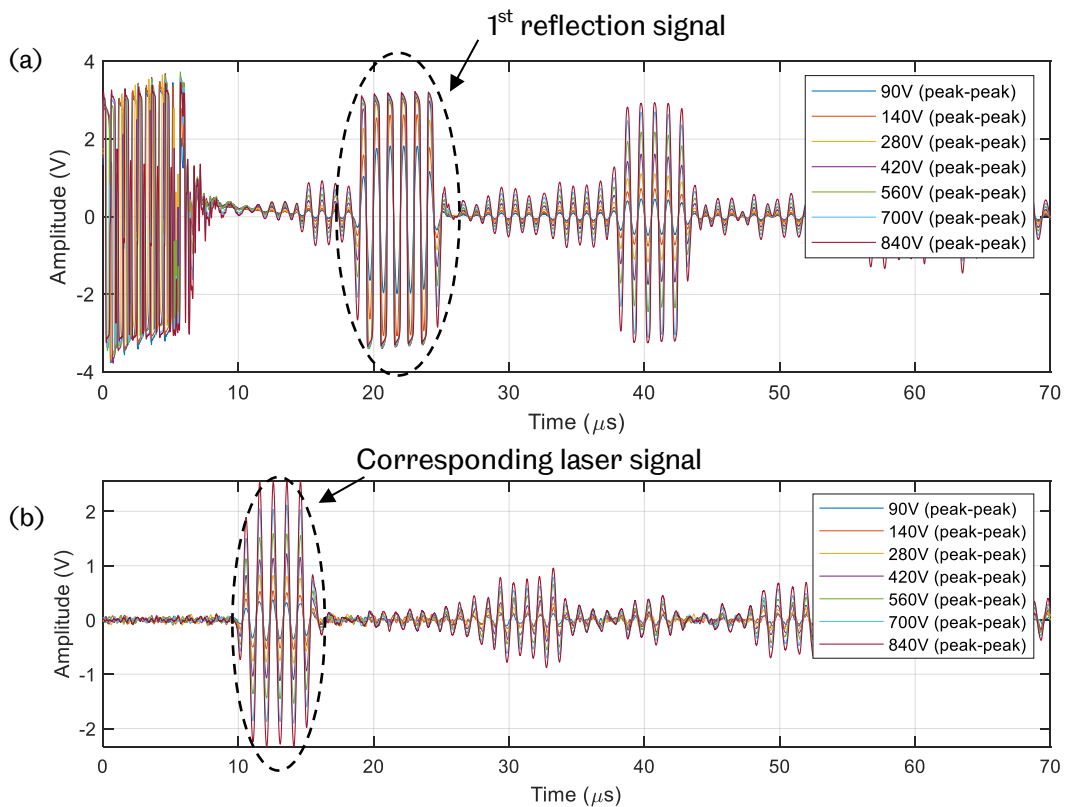 1st reflection signal
(a)
4
2
0
-2
-4
Amplitude (V)
90V (peak-peak)
140V (peak-peak)
280V (peak-peak)
420V (peak-peak)
560V (peak-peak)
700V (peak-peak)
840V (peak-peak)
0 10 20 30 40 50 60 70
Time (μs)
Corresponding laser signal
(b)
2
1
0
-1
-2
Amplitude (V)
90V (peak-peak)
140V (peak-peak)
280V (peak-peak)
420V (peak-peak)
560V (peak-peak)
700V (peak-peak)
840V (peak-peak)
0 10 20 30 40 50 60 70
Time (μs)